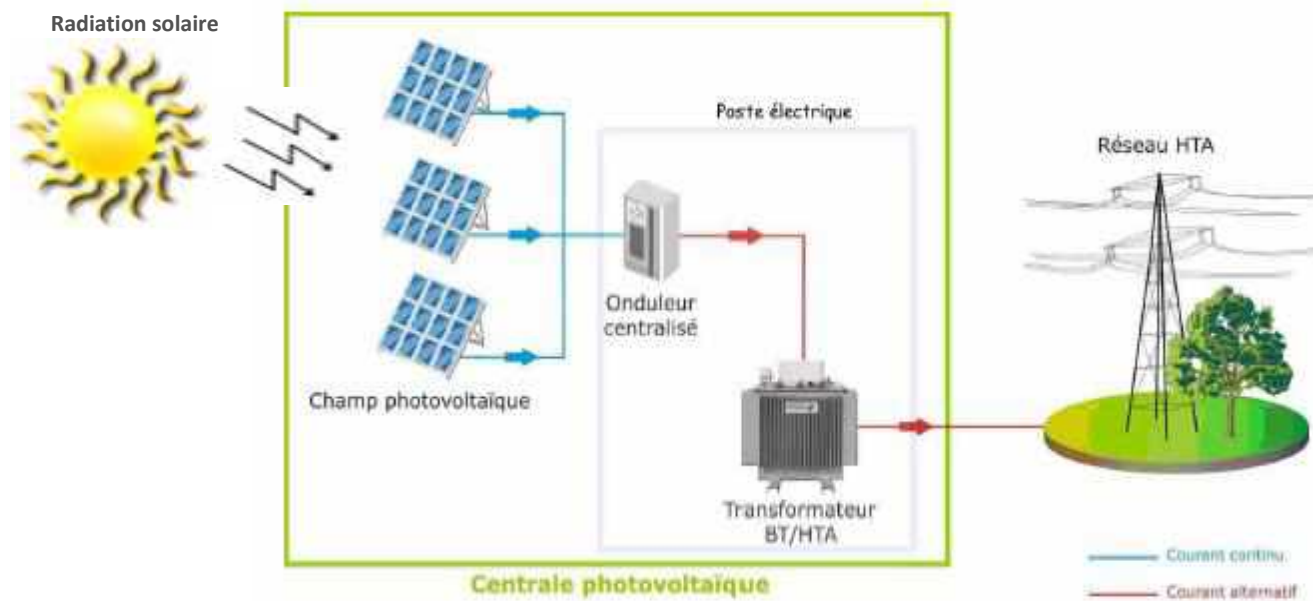 Radiation solaire
Poste électrique
Réseau HTA
Onduleur
centralisé
Champ photovoltaïque
Transformateur
BT/HTA
Centrale photovoltaïque
Courant continu
Courant alternatif